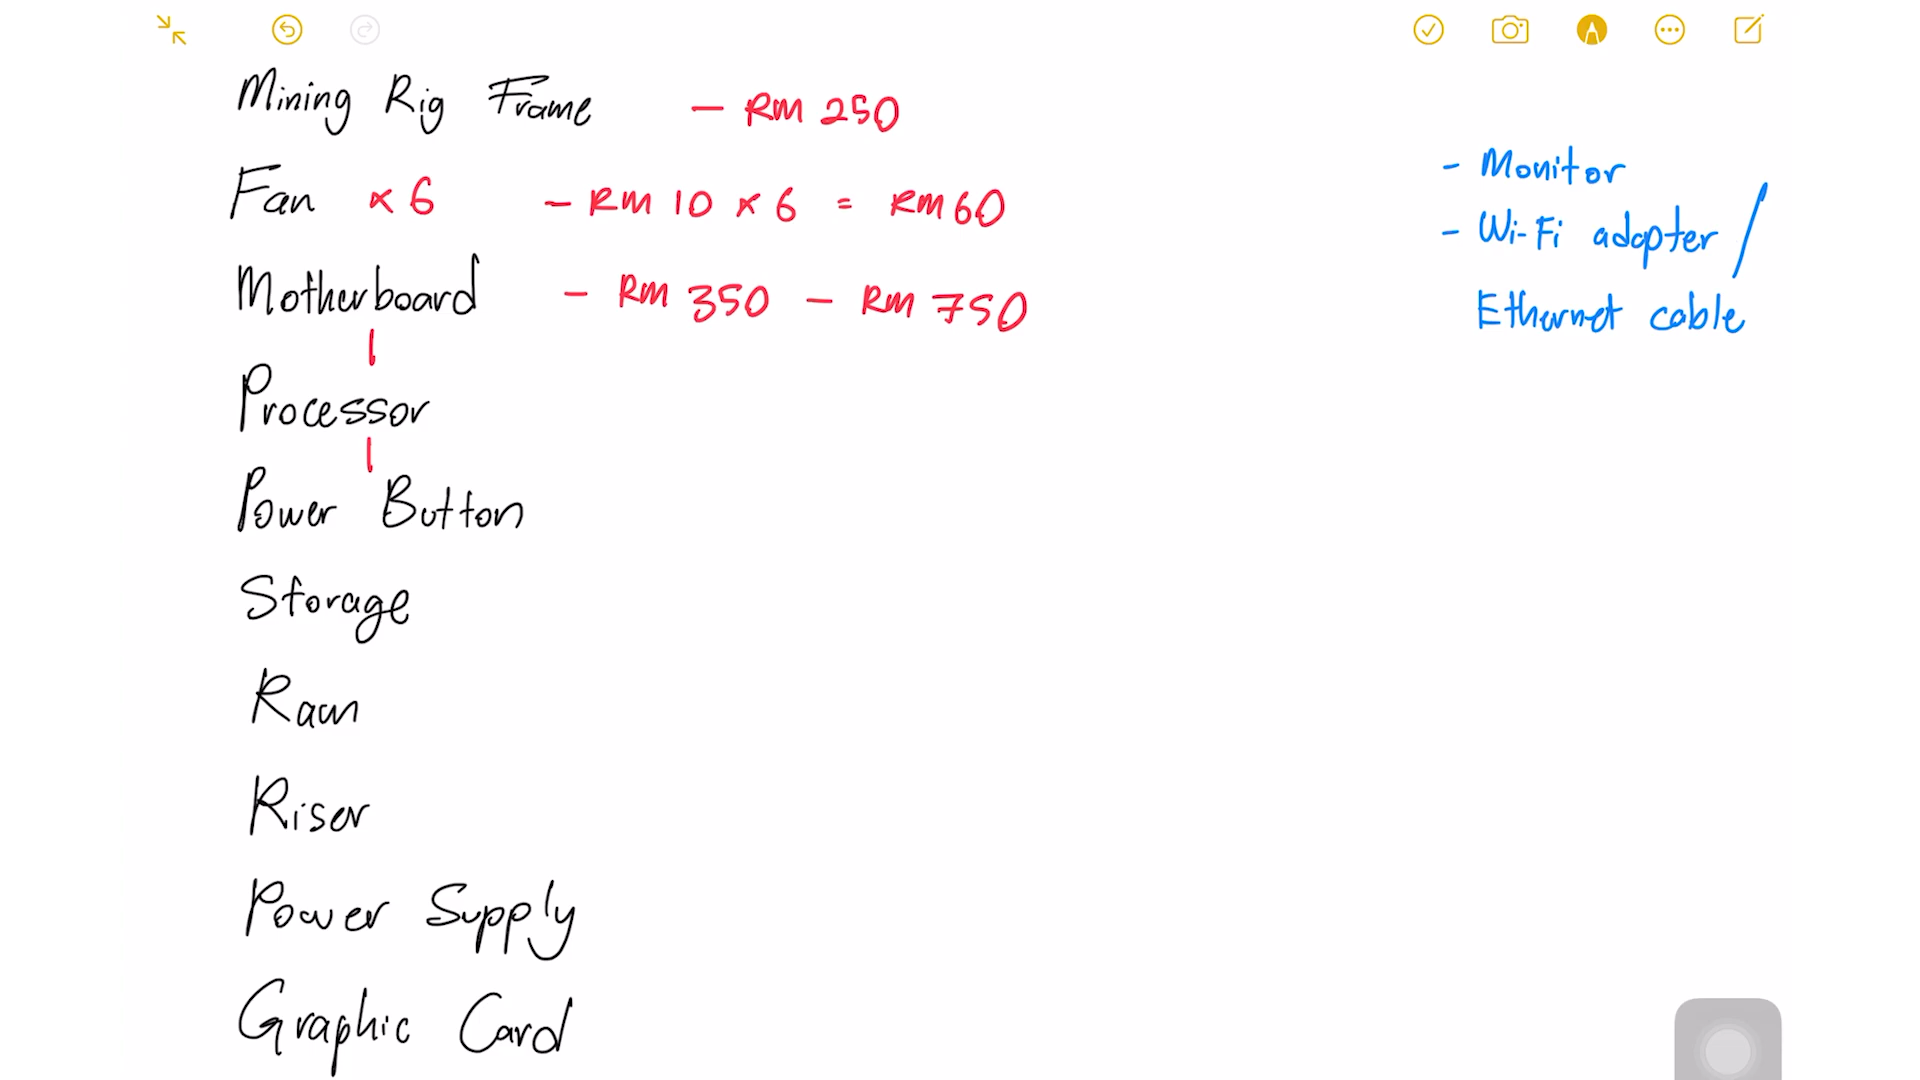 Mining Rig Frame - RM 250
Fan x 6 - RM 10 x 6 = RM 60
Motherboard - RM 350 - RM 750
Processor
Power Button
Storage
Ram
Riser
Power Supply
Graphic Card
- Monitor
- Wi-Fi adapter /
Ethernet cable